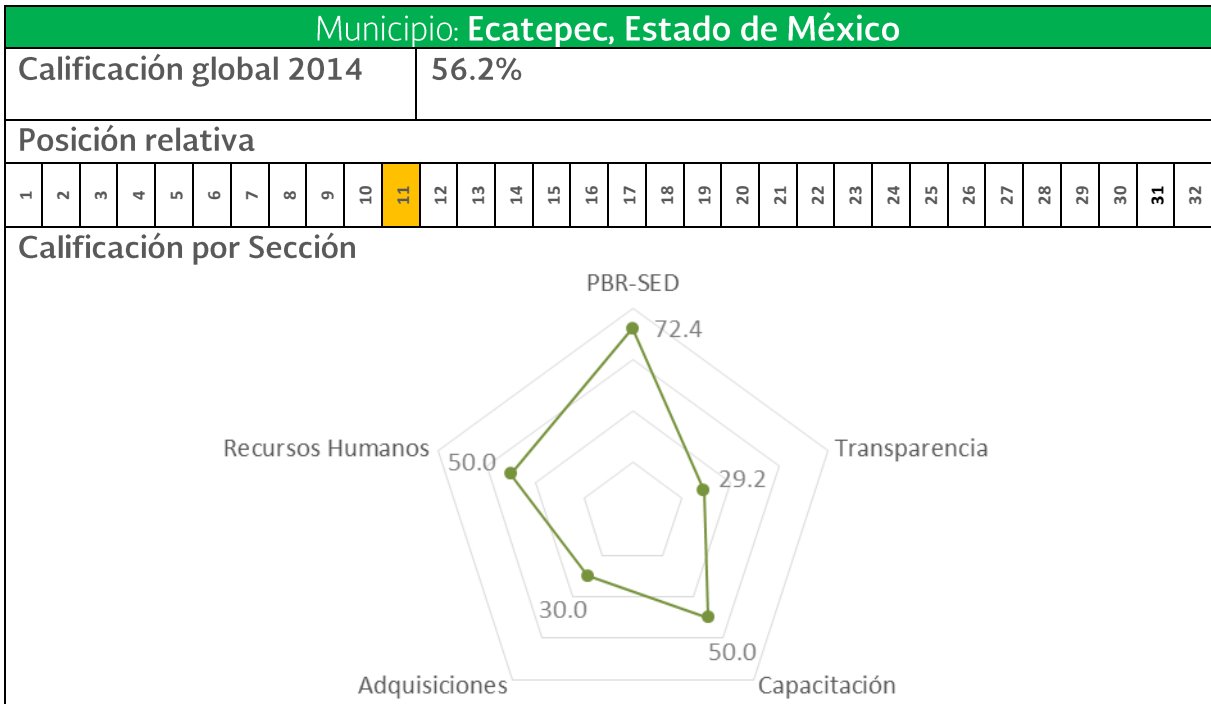 Municipio: Ecatepec, Estado de México
Calificación global 2014 56.2%
Posición relativa
1 2 3 4 5 6 7 8 9 10 11 12 13 14 15 16 17 18 19 20 21 22 23 24 25 26 27 28 29 30 31 32
Calificación por Sección
PBR-SED
72.4
Recursos Humanos
Transparencia
50.0
29.2
30.0
50.0
Adquisiciones
Capacitación